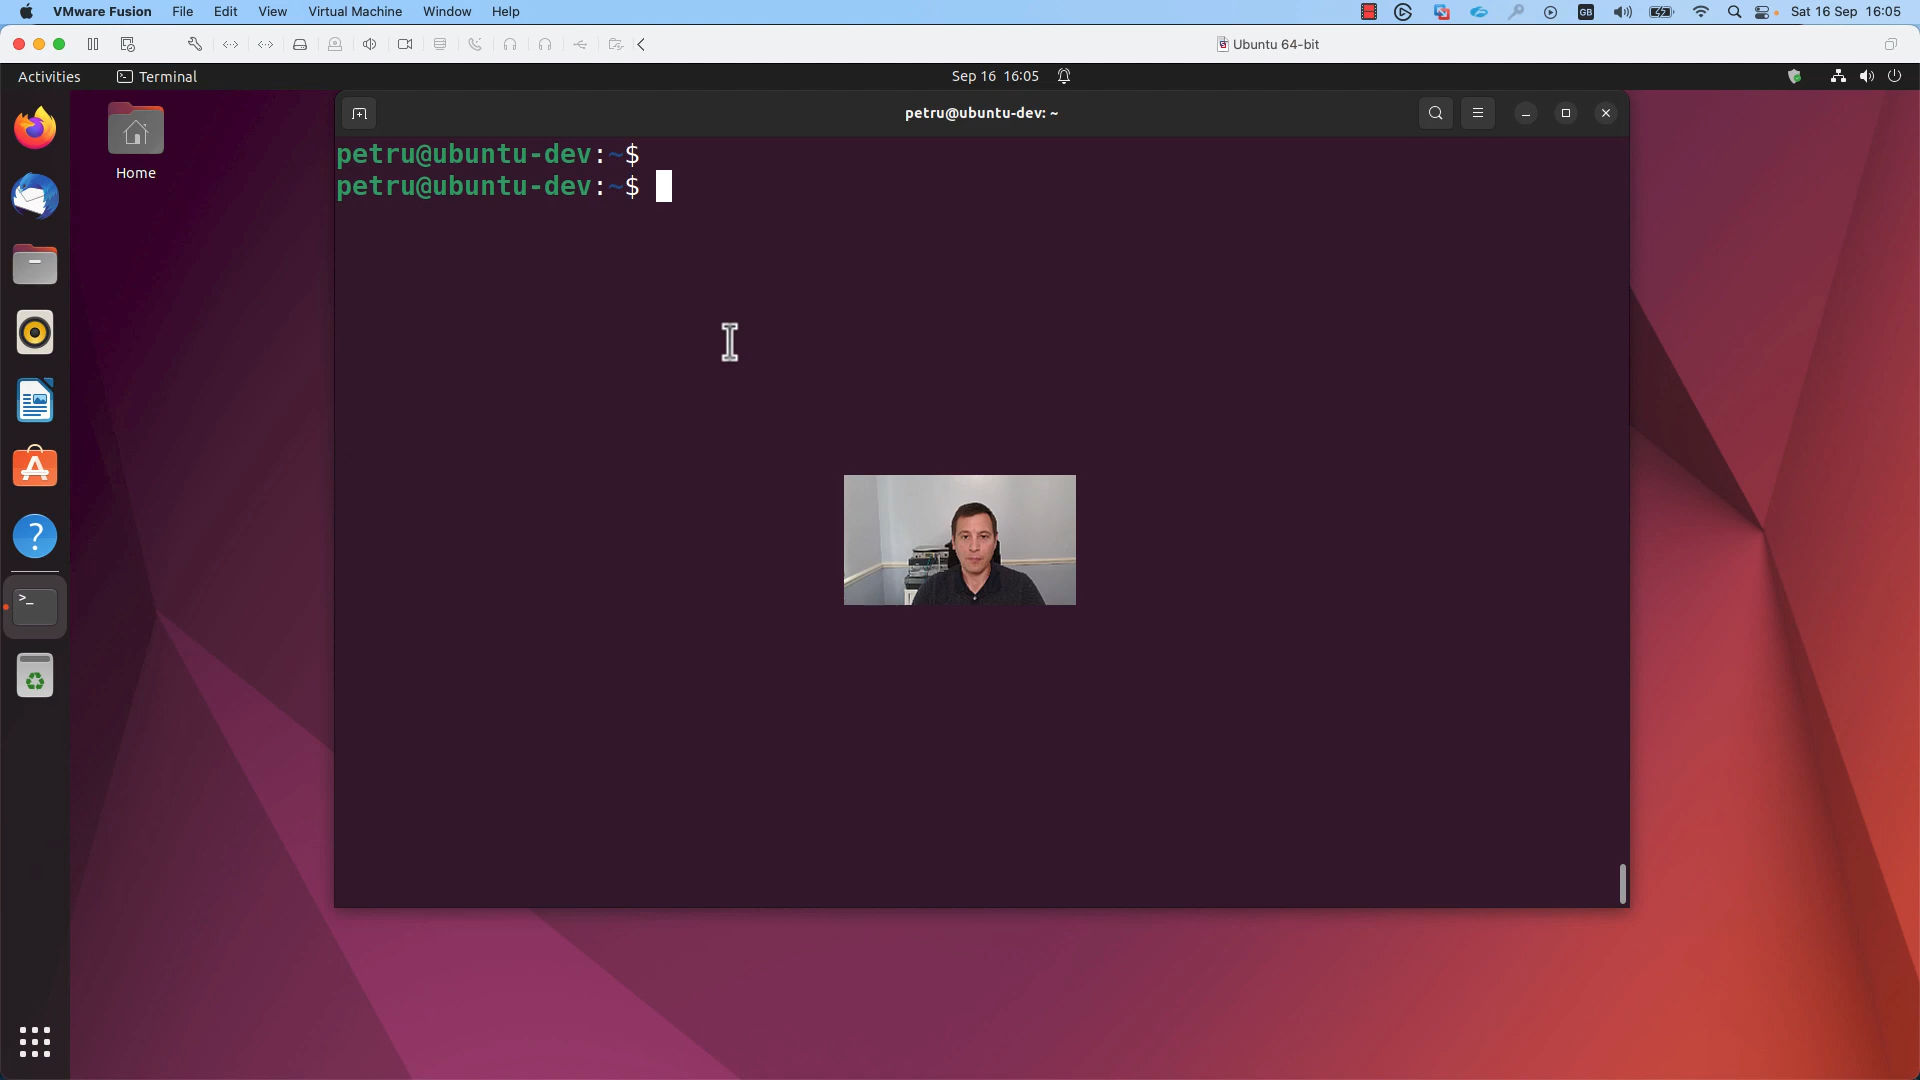 VMware Fusion File Edit View Virtual Machine Window Help GB Sat 16 Sep 16:05
Ubuntu 64-bit
Activities Terminal Sep 16 16:05
petru@ubuntu-dev: ~
Home
petru@ubuntu-dev:~$
petru@ubuntu-dev:~$